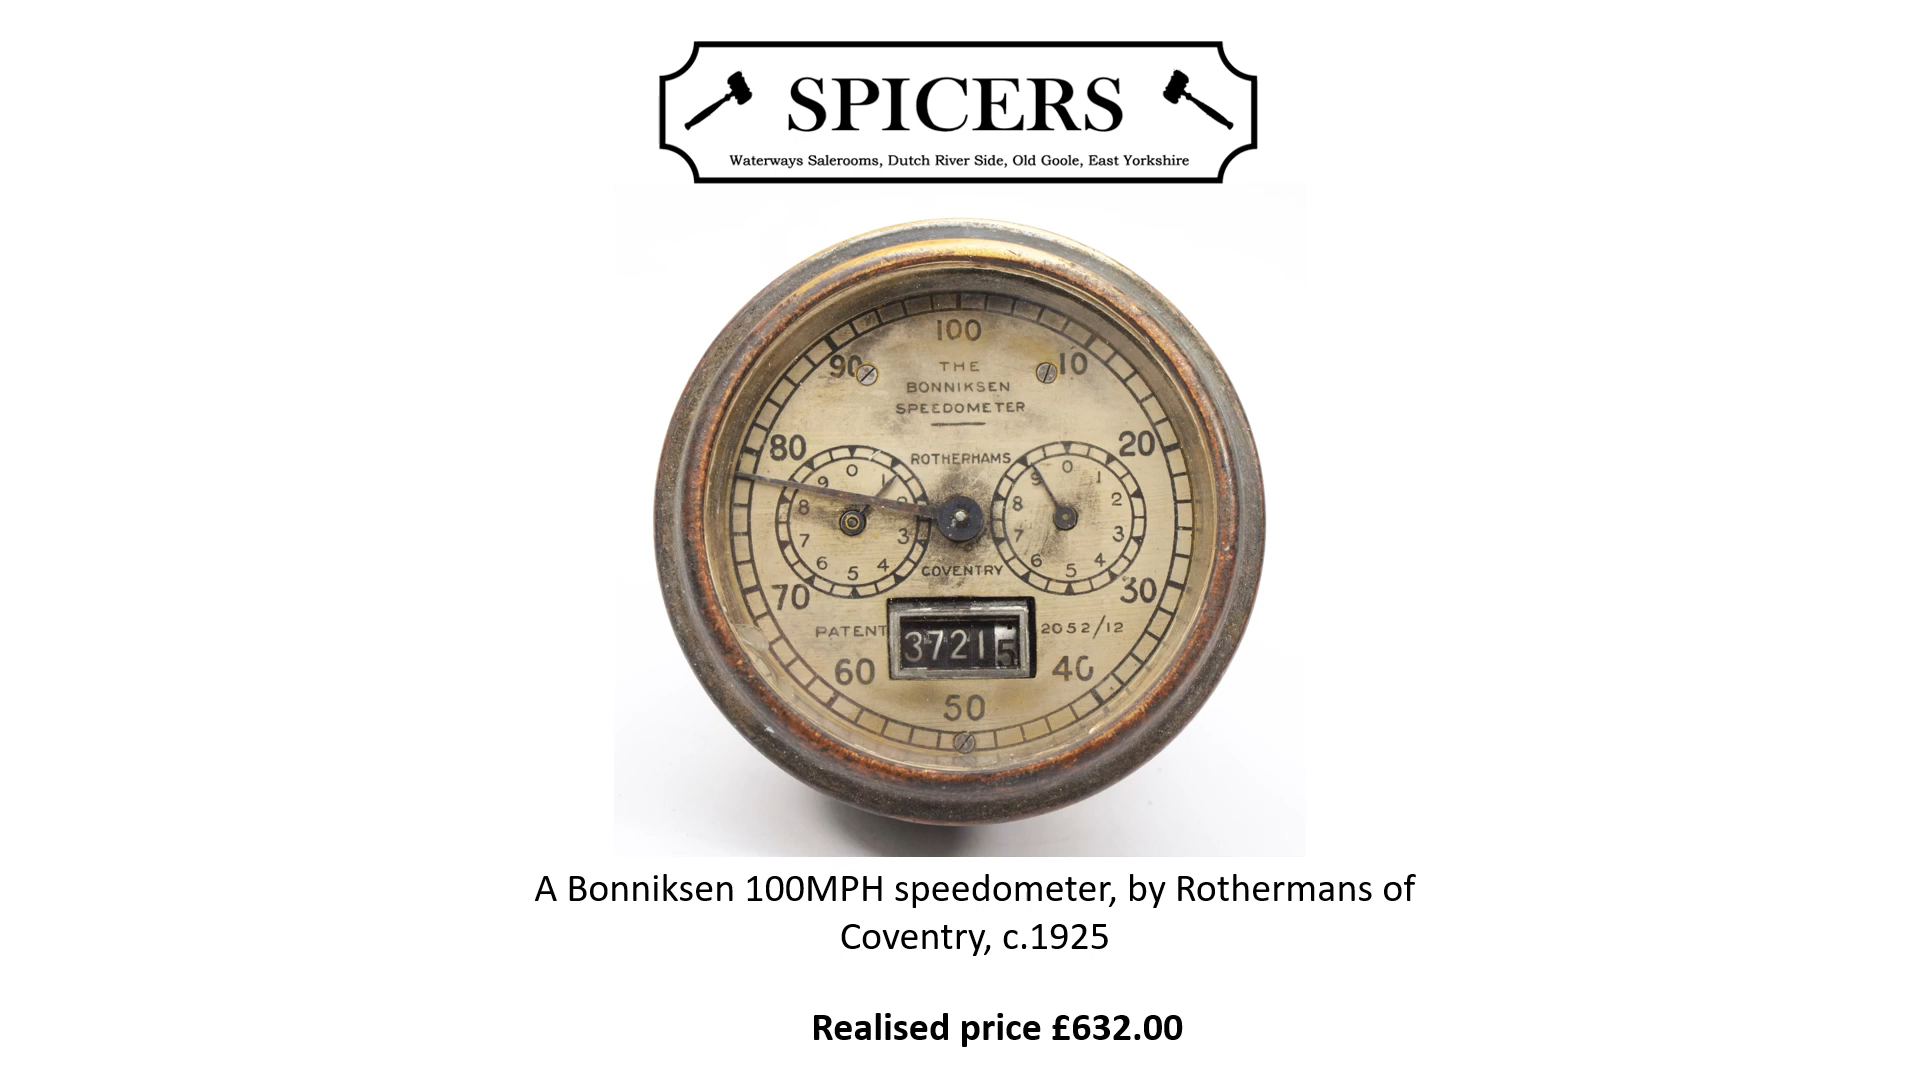 SPICERS
Waterways Salerooms, Dutch River Side, Old Goole, East Yorkshire
100
90 10
THE
BONNIKSEN
SPEEDOMETER
80 20
ROTHERHAMS
0 1 2 3 4 5 6 7 8 9
0 1 2 3 4 5 6 7 8 9
COVENTRY
70 30
PATENT 37215 2052/12
60 40
50
A Bonniksen 100MPH speedometer, by Rothermans of
Coventry, c.1925
Realised price £632.00